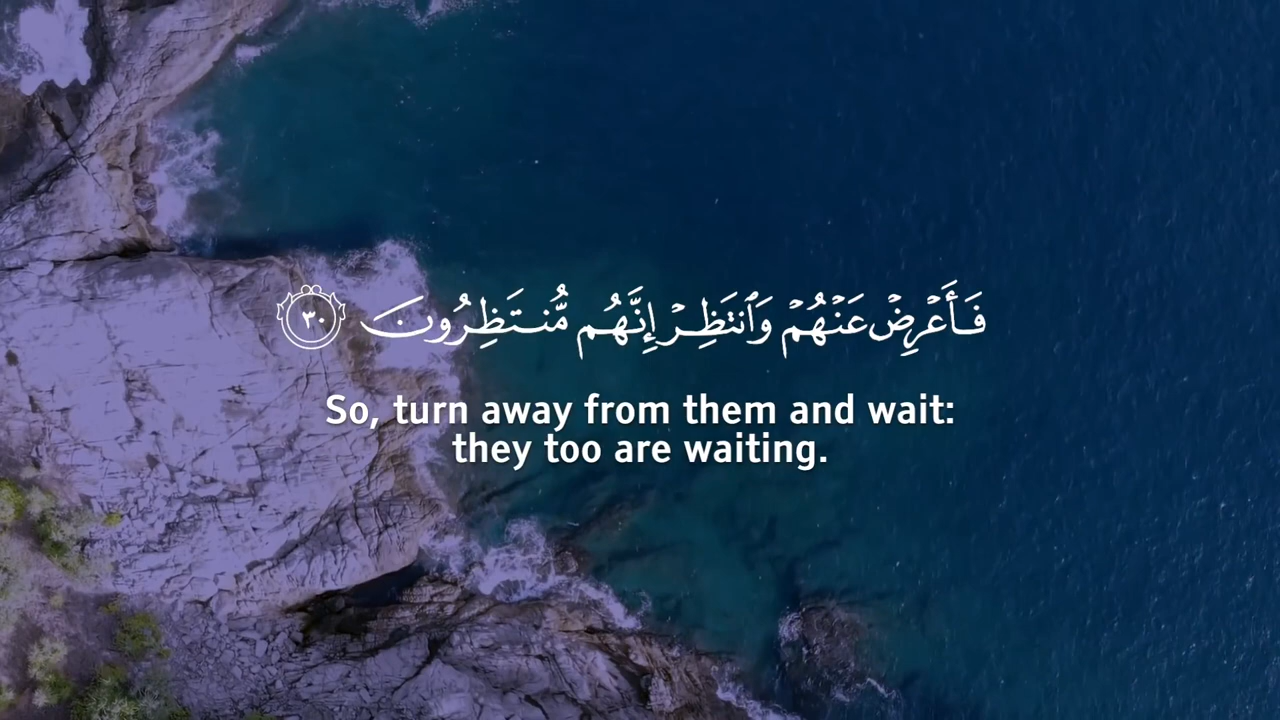 فَأَعْرِضْ عَنْهُمْ وَٱنتَظِرْ إِنَّهُم مُّنتَظِرُونَ ٣٠
So, turn away from them and wait:
they too are waiting.